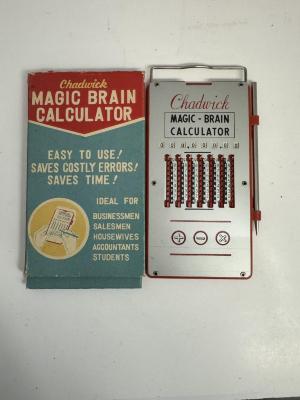 Chadwick
MAGIC BRAIN
CALCULATOR
EASY TO USE!
SAVES COSTLY ERRORS!
SAVES TIME!
IDEAL FOR
BUSINESSMEN
SALESMEN
HOUSEWIVES
ACCOUNTANTS
STUDENTS
Chadwick
MAGIC - BRAIN
CALCULATOR